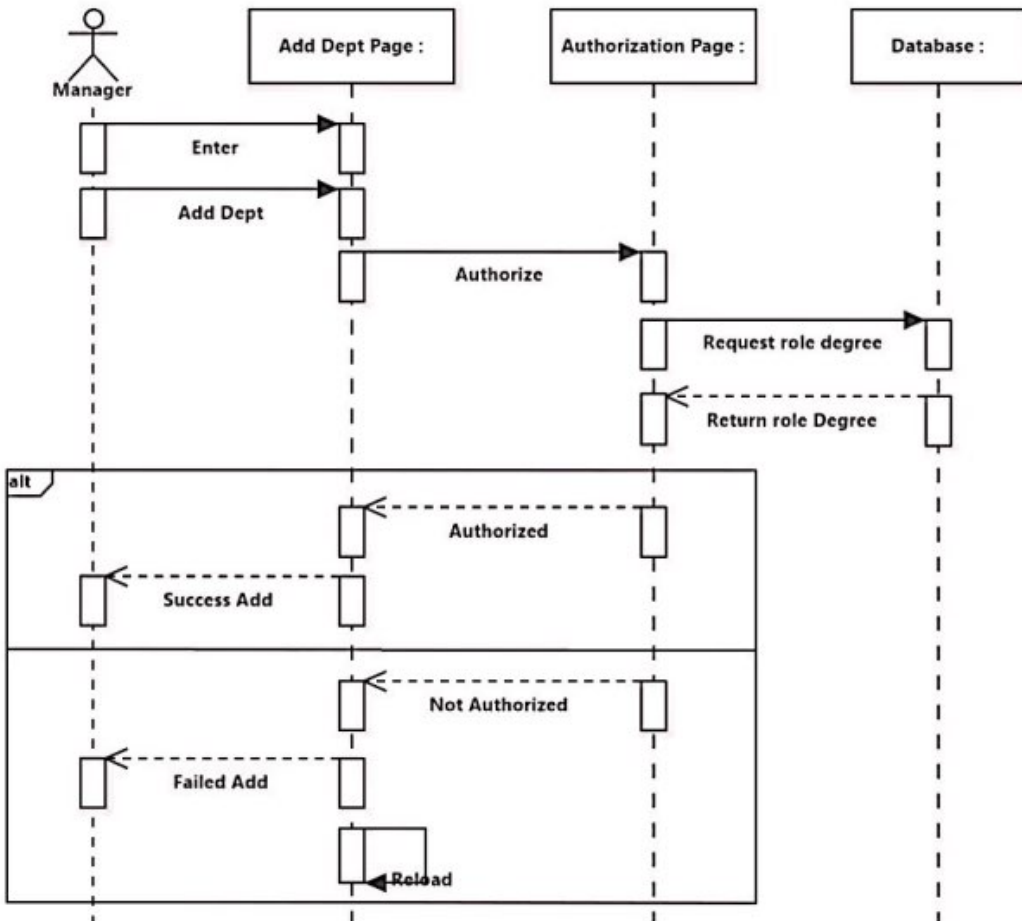 Manager
Add Dept Page :
Authorization Page :
Database :
Enter
Add Dept
Authorize
Request role degree
Return role Degree
alt
Authorized
Success Add
Not Authorized
Failed Add
Reload